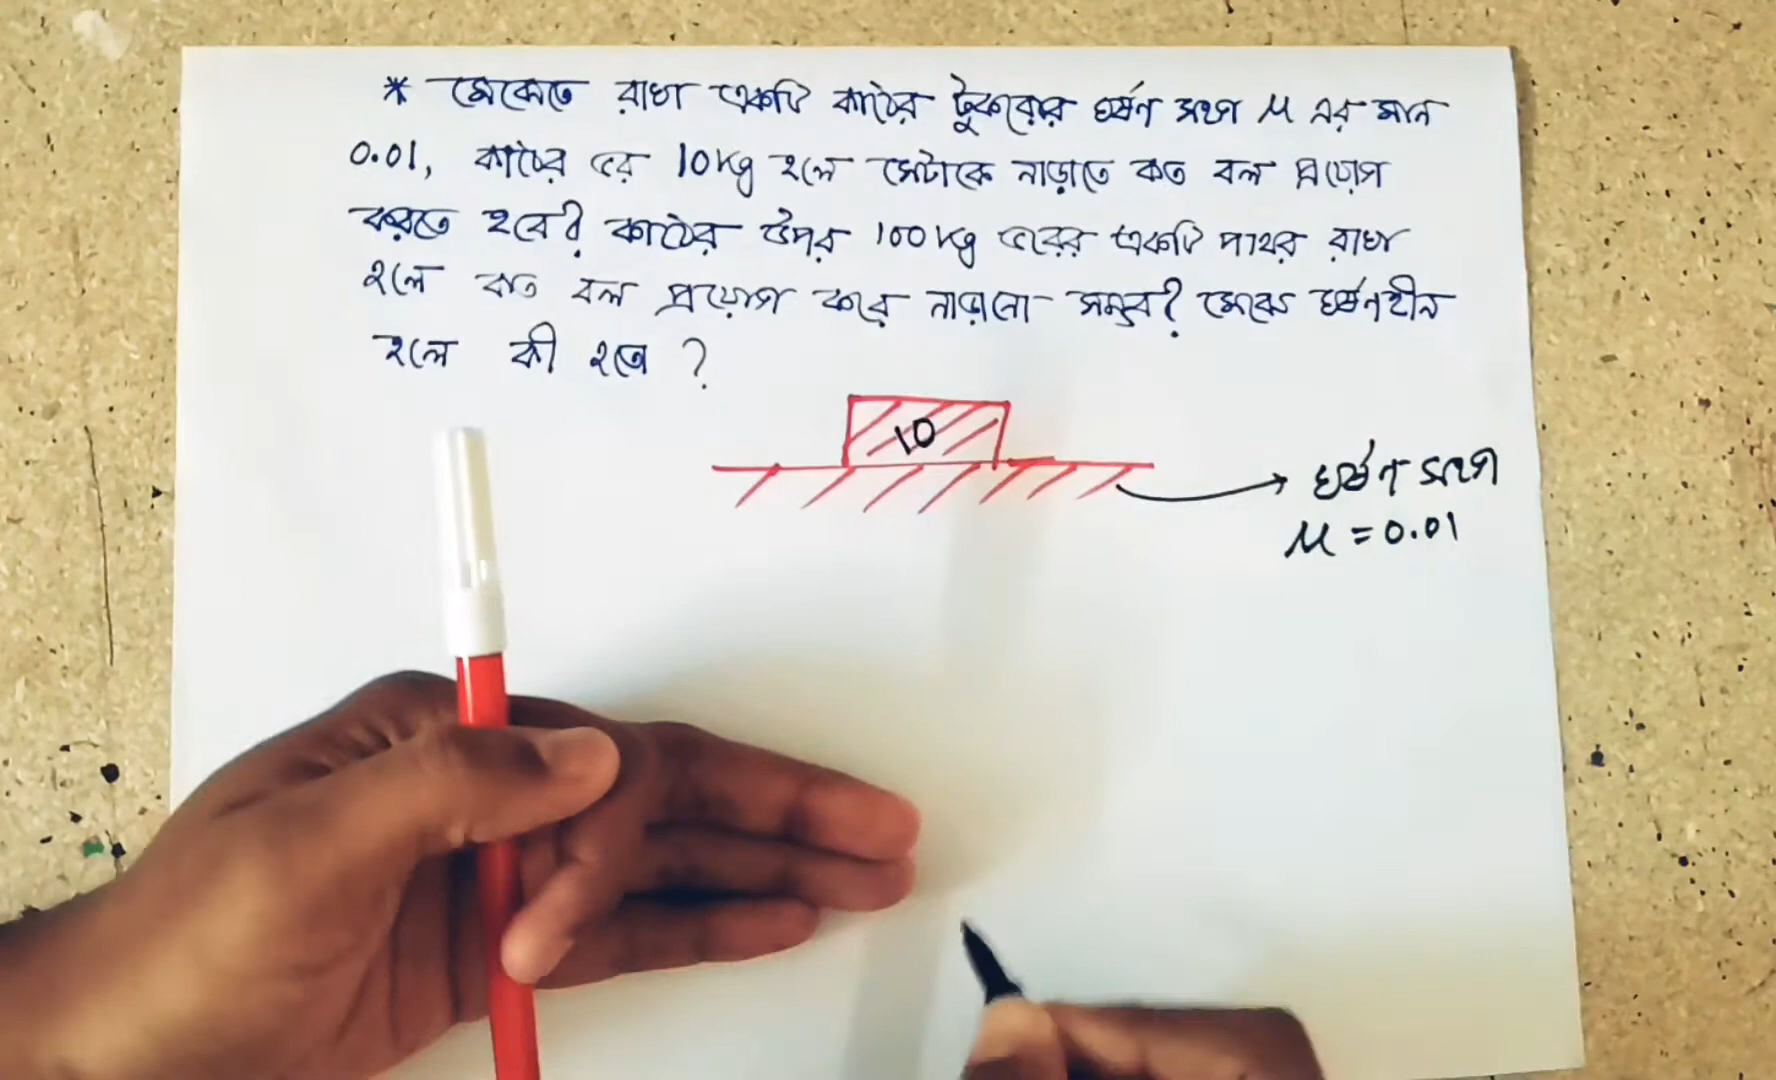 * মেঝেতে রাখা একটি কাঠের টুকরোর ঘর্ষণ সহগ μ এর মান
0.01, কাঠের ভর 10kg হলে সেটাকে নাড়াতে কত বল প্রয়োগ
করতে হবে? কাঠের উপর 100kg ভরের একটি পাথর রাখা
হলে কত বল প্রয়োগ করে নাড়ানো সম্ভব? মেঝে ঘর্ষণহীন
হলে কী হতো ?
10
ঘর্ষণ সহগ
μ = 0.01